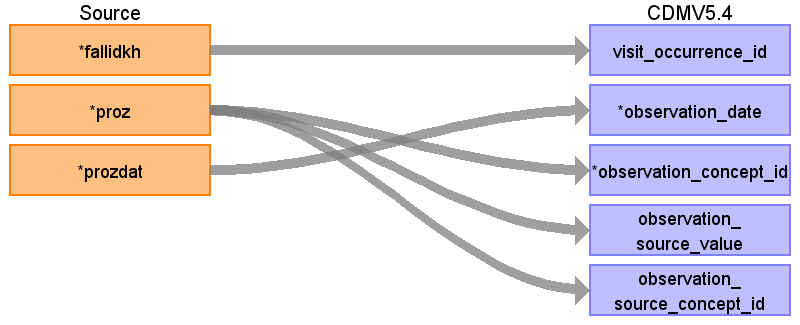 Source
CDMV5.4
*fallidkh
visit_occurrence_id
*proz
*observation_date
*prozdat
*observation_concept_id
observation_
source_value
observation_
source_concept_id